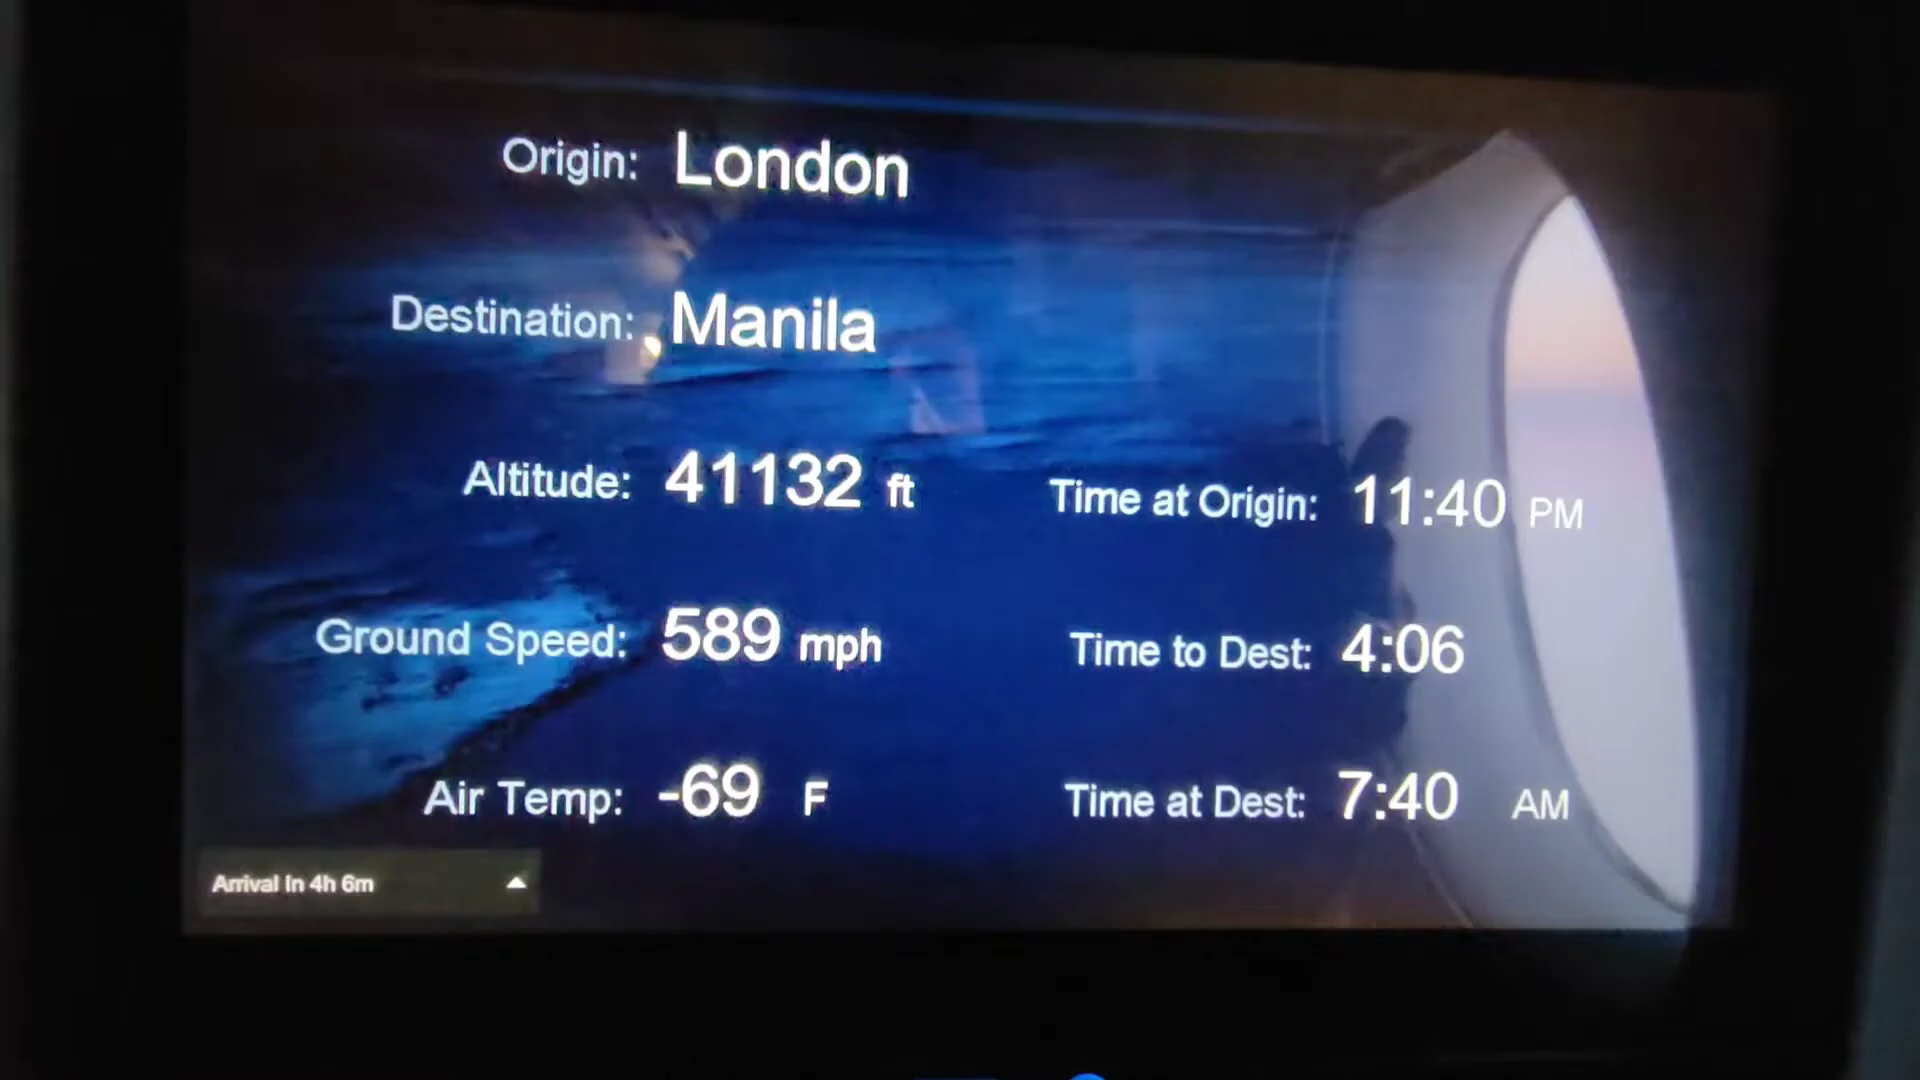 Origin: London
Destination: Manila
Altitude: 41132 ft
Ground Speed: 589 mph
Air Temp: -69 F
Time at Origin: 11:40 PM
Time to Dest: 4:06
Time at Dest: 7:40 AM
Arrival In 4h 6m